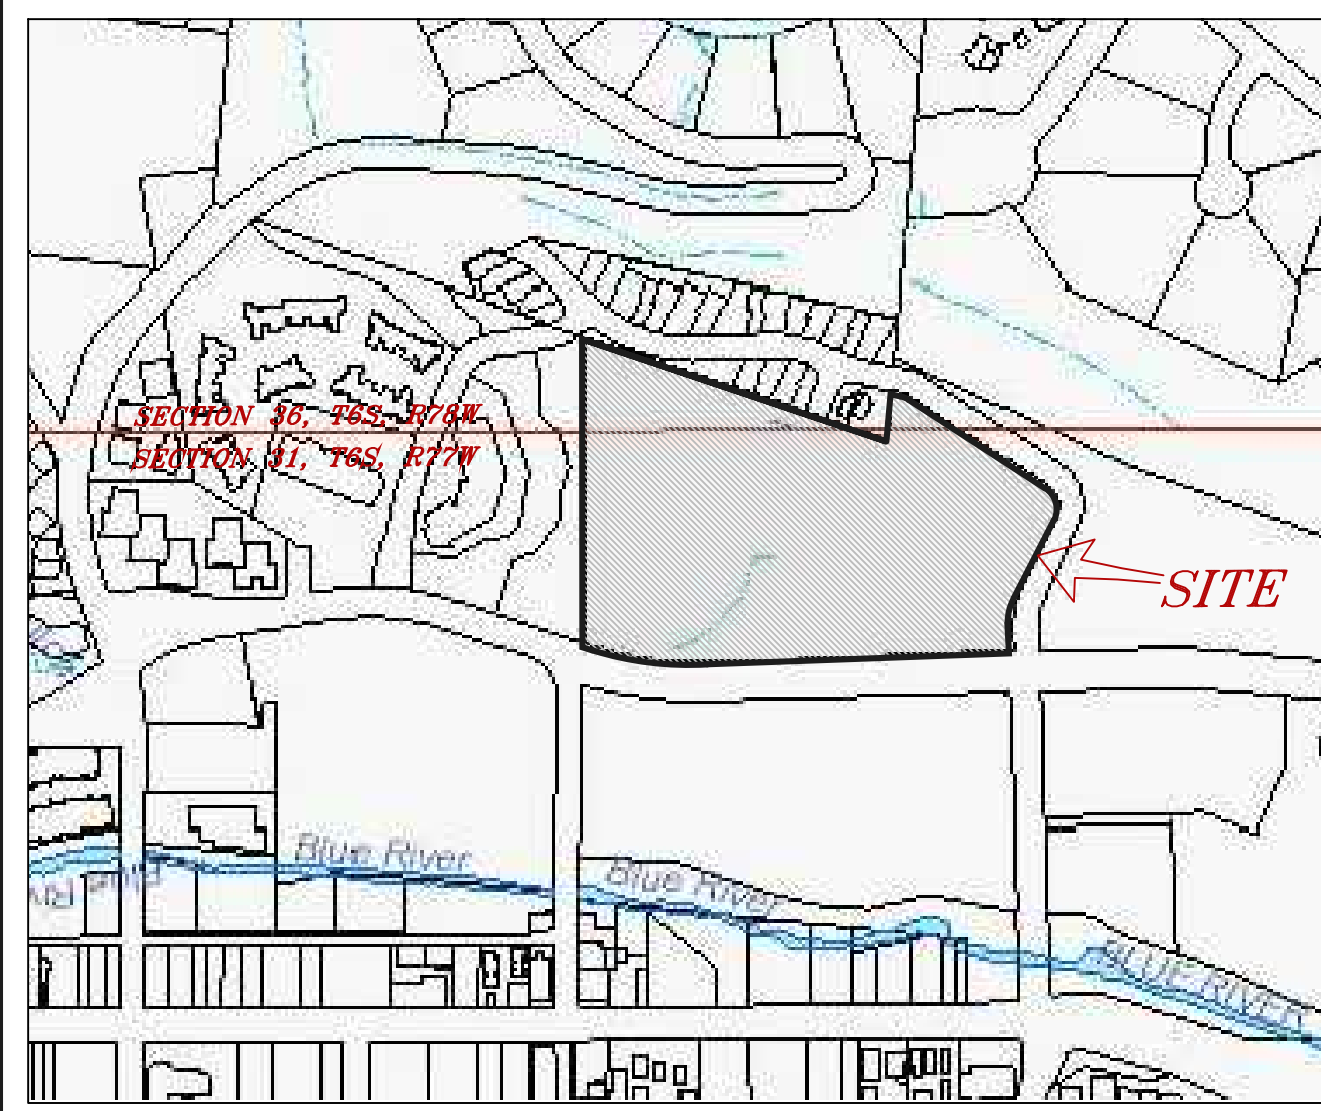 SECTION 36, T6S, R78W
SECTION 31, T6S, R77W
SITE
Blue River
Blue River
BLUE RIVER